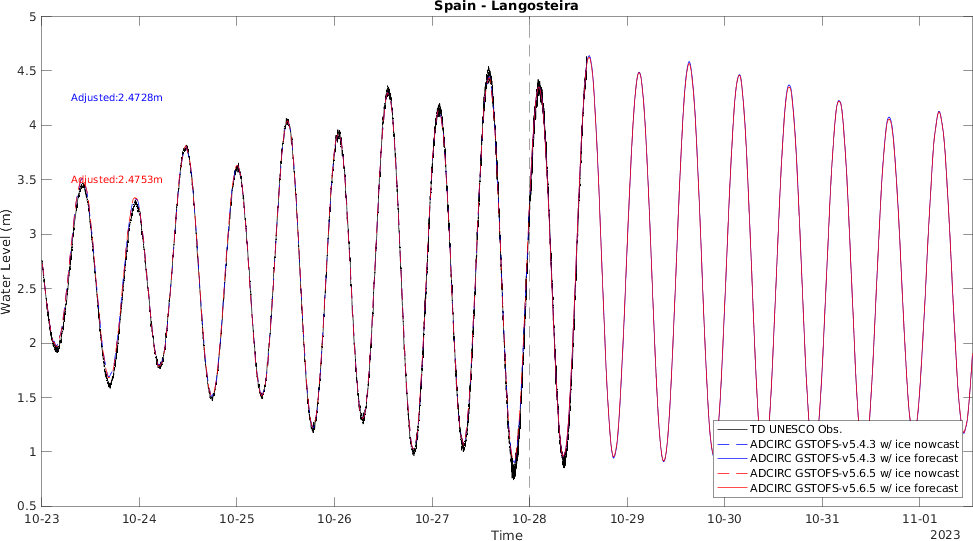 Spain - Langosteira
5
4.5
4
3.5
3
2.5
2
1.5
1
0.5
Water Level (m)
Adjusted:2.4728m
Adjusted:2.4753m
TD UNESCO Obs.
ADCIRC GSTOFS-v5.4.3 w/ ice nowcast
ADCIRC GSTOFS-v5.4.3 w/ ice forecast
ADCIRC GSTOFS-v5.6.5 w/ ice nowcast
ADCIRC GSTOFS-v5.6.5 w/ ice forecast
10-23 10-24 10-25 10-26 10-27 10-28 10-29 10-30 10-31 11-01
Time
2023